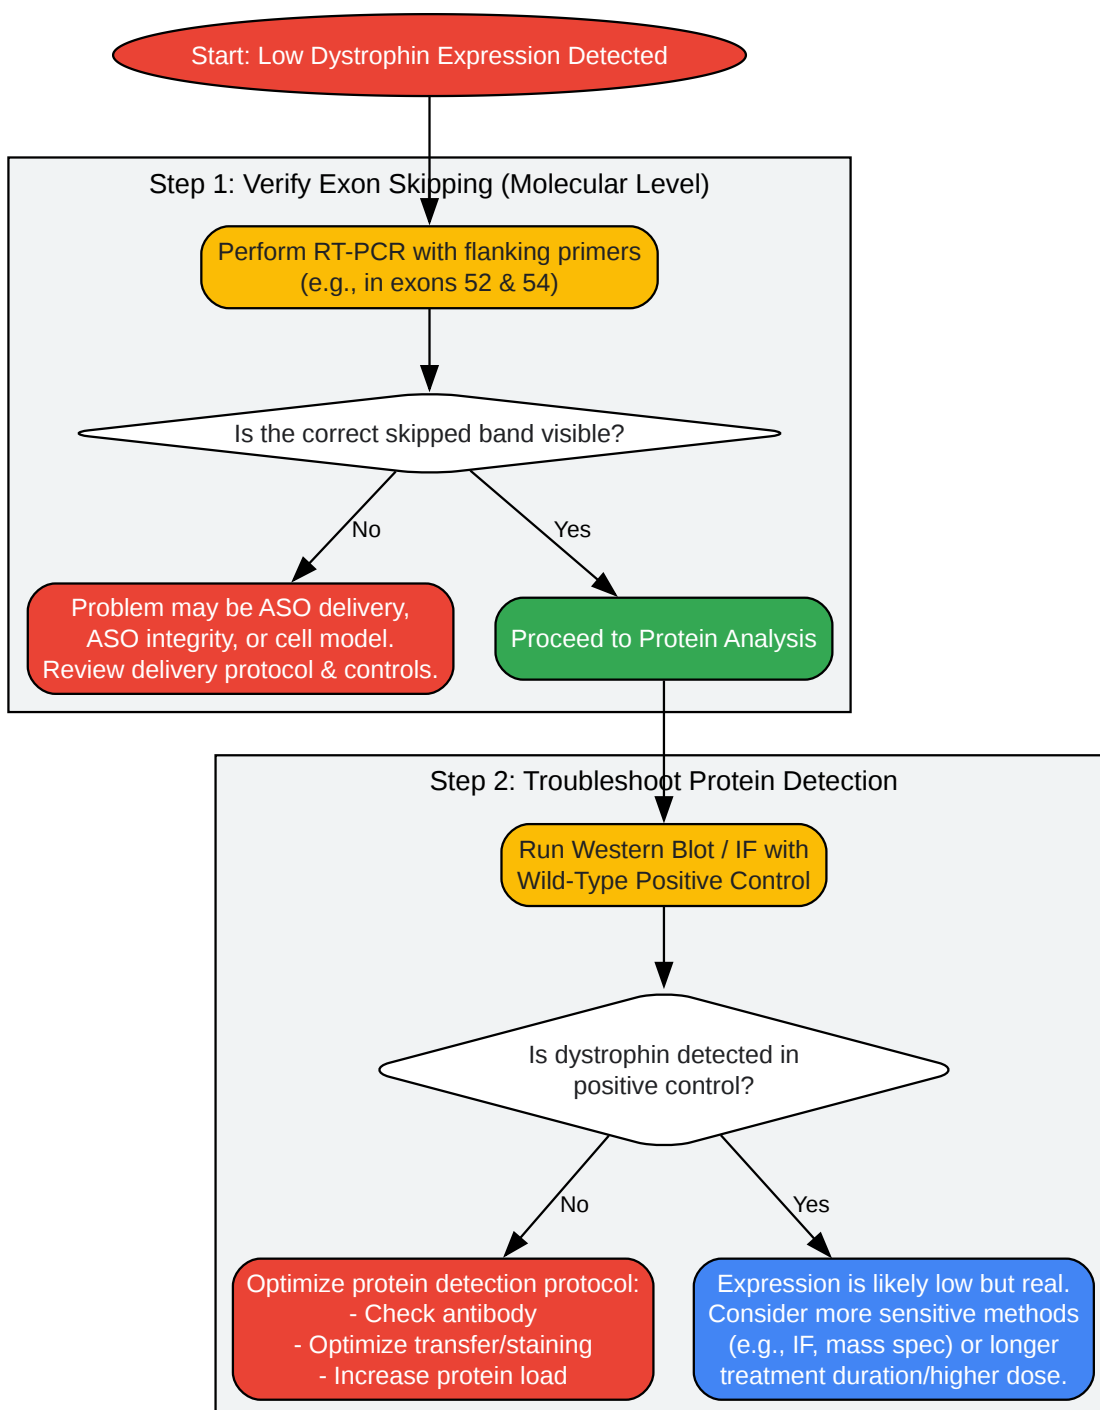 Start: Low Dystrophin Expression Detected
Step 1: Verify Exon Skipping (Molecular Level)
Perform RT-PCR with flanking primers
(e.g., in exons 52 & 54)
Is the correct skipped band visible?
No
Yes
Problem may be ASO delivery,
ASO integrity, or cell model.
Review delivery protocol & controls.
Proceed to Protein Analysis
Step 2: Troubleshoot Protein Detection
Run Western Blot / IF with
Wild-Type Positive Control
Is dystrophin detected in
positive control?
No
Yes
Optimize protein detection protocol:
- Check antibody
- Optimize transfer/staining
- Increase protein load
Expression is likely low but real.
Consider more sensitive methods
(e.g., IF, mass spec) or longer
treatment duration/higher dose.